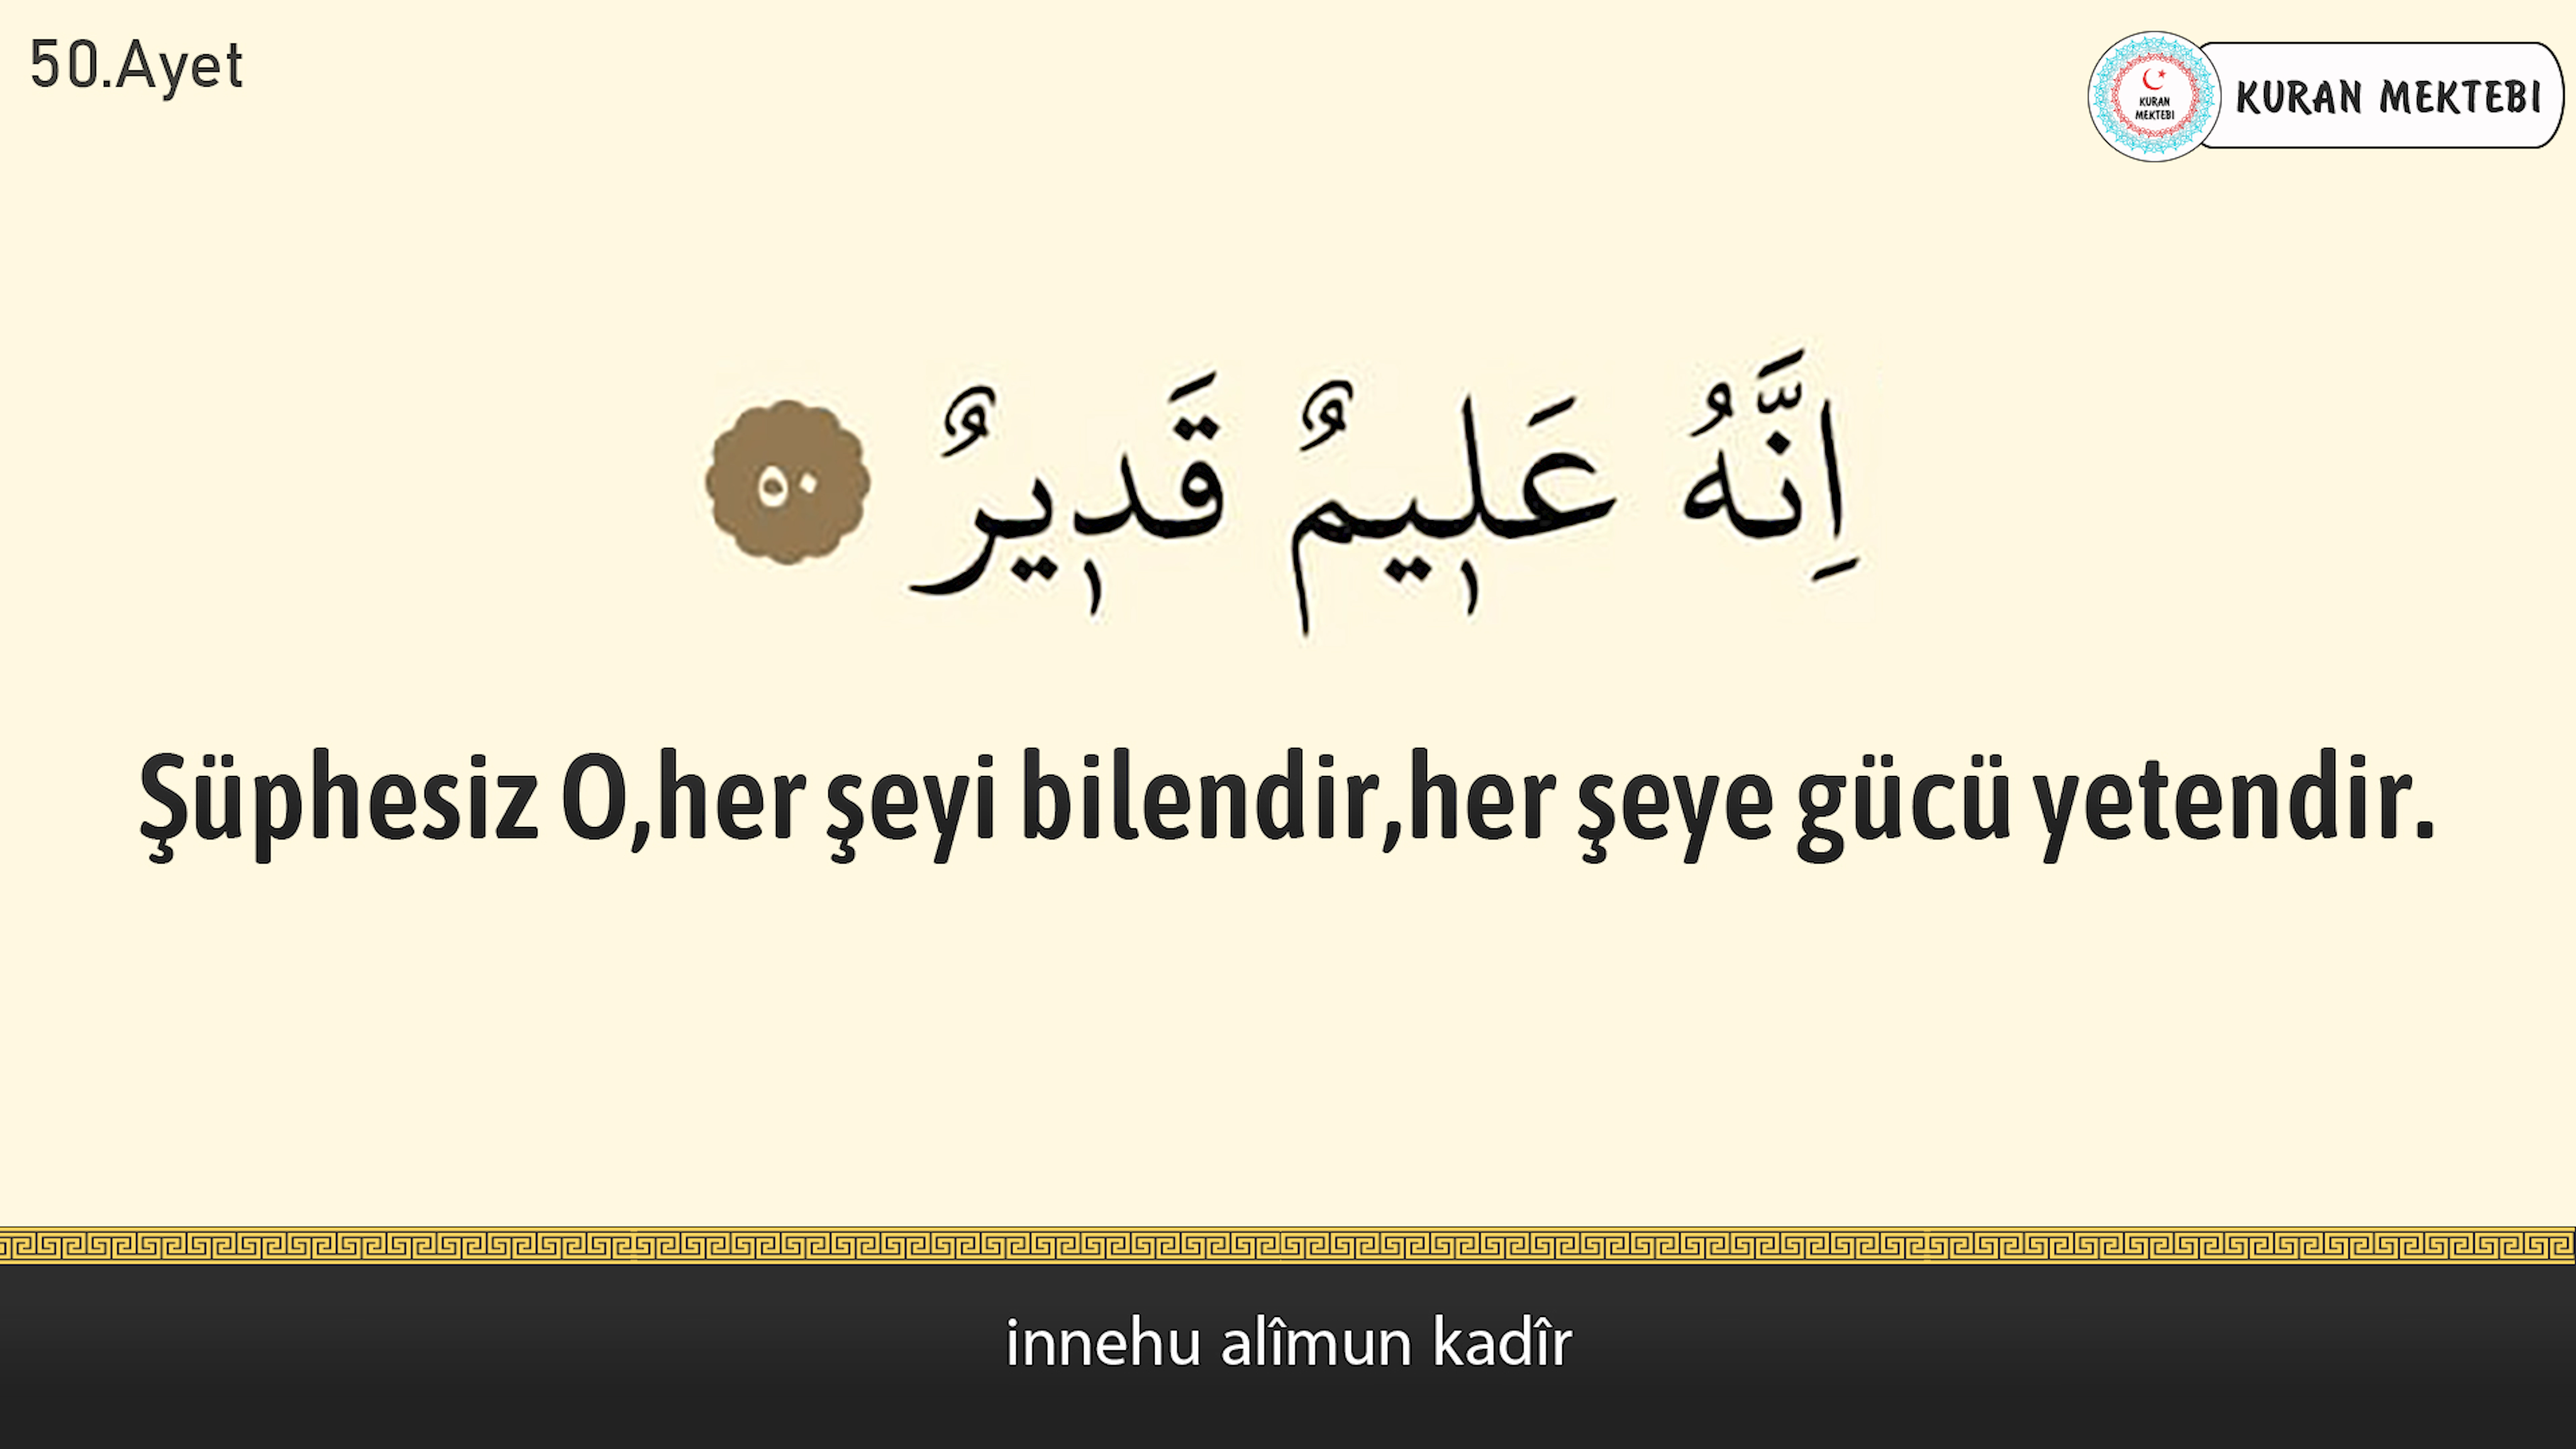 50.Ayet
KURAN
MEKTEBI
KURAN MEKTEBI
اِنَّهُ عَل۪يمٌ قَد۪يرٌ ٥٠
Şüphesiz O,her şeyi bilendir,her şeye gücü yetendir.
innehu alîmun kadîr